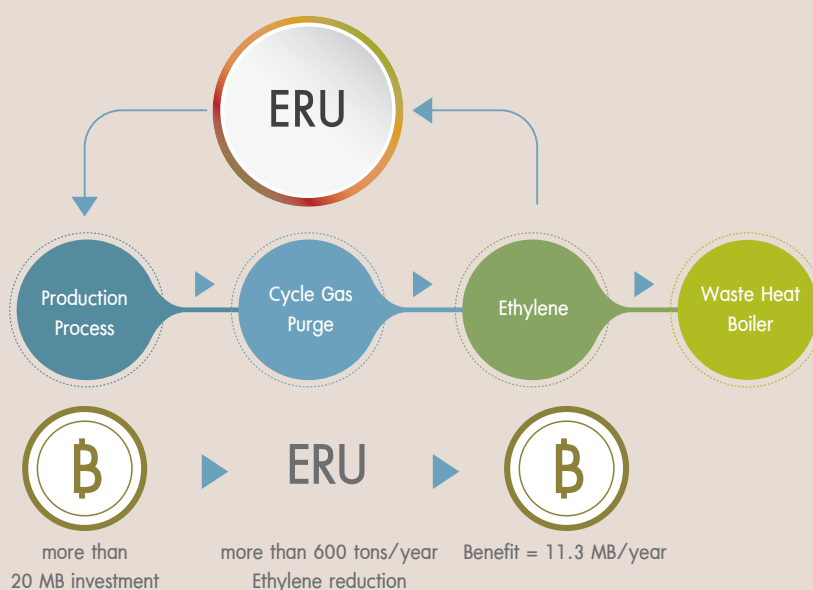 ERU
Production
Process
Cycle Gas
Purge
Ethylene
Waste Heat
Boiler
฿
ERU
฿
more than
20 MB investment
more than 600 tons/year
Ethylene reduction
Benefit = 11.3 MB/year